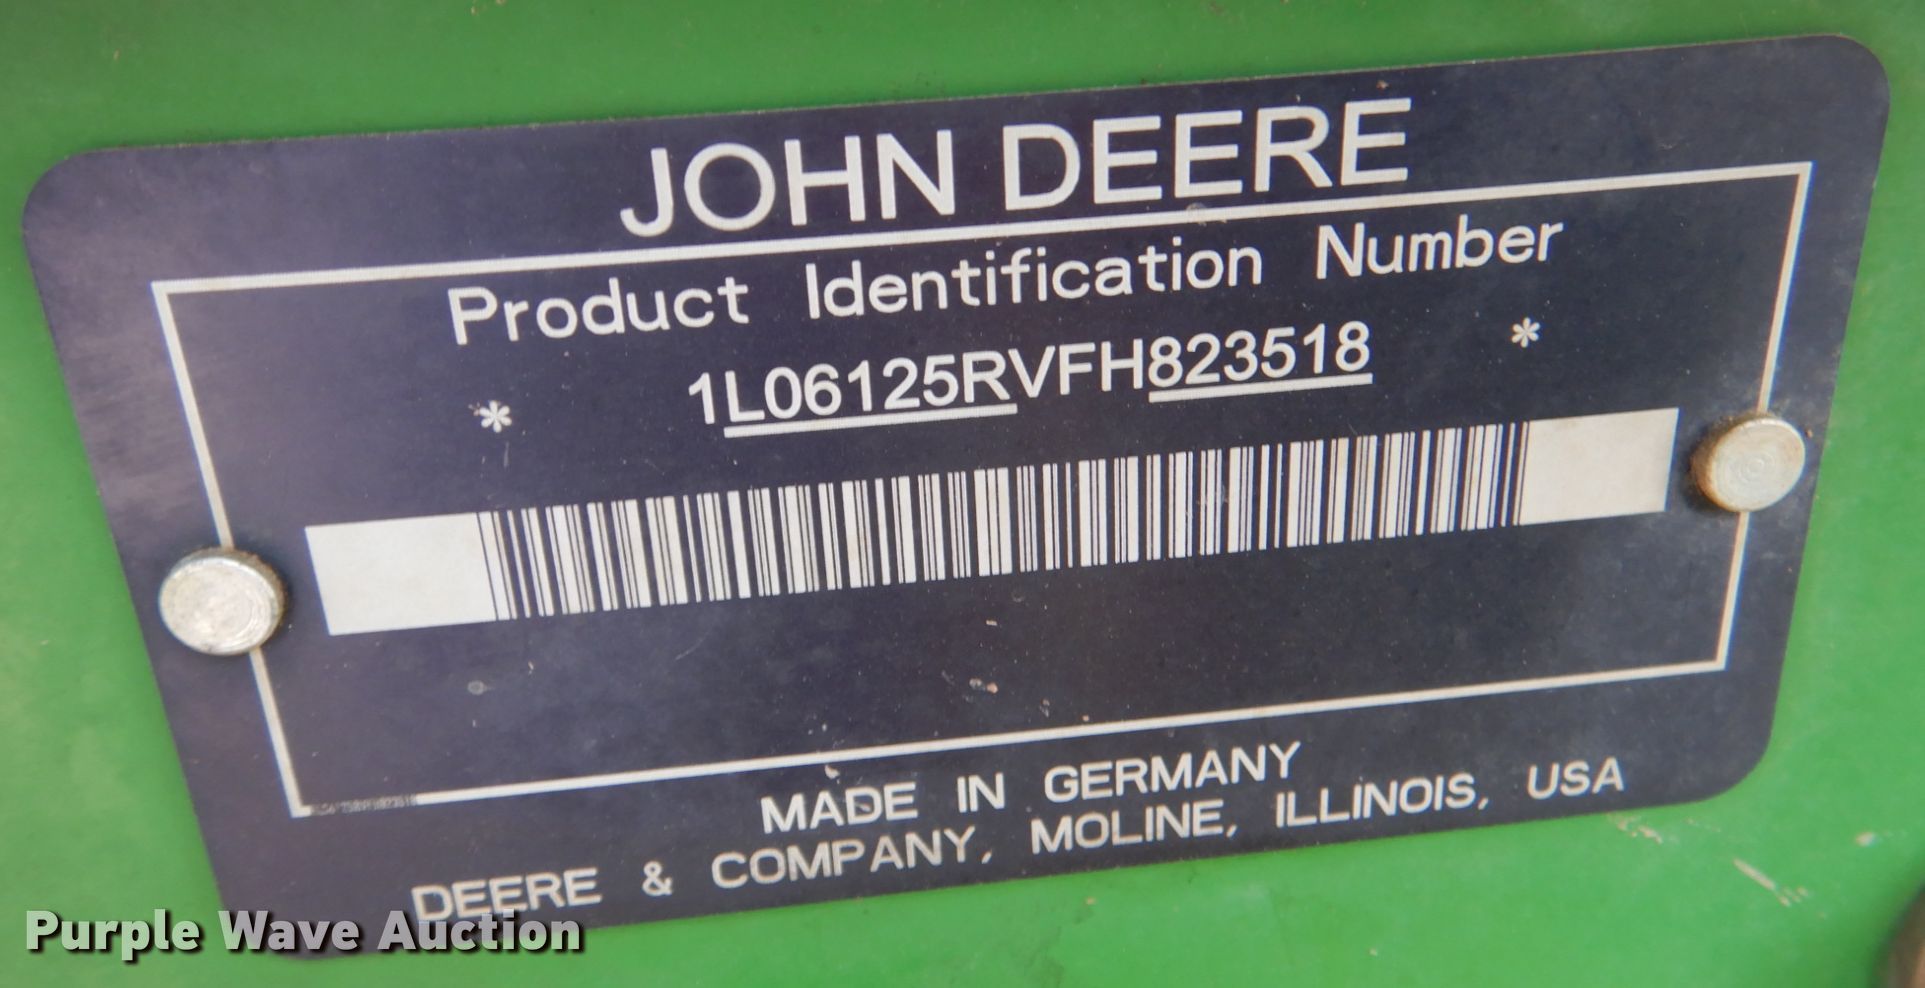 JOHN DEERE
Product Identification Number
* 1L06125RVFH823518 *
MADE IN GERMANY
DEERE & COMPANY, MOLINE, ILLINOIS, USA
Purple Wave Auction